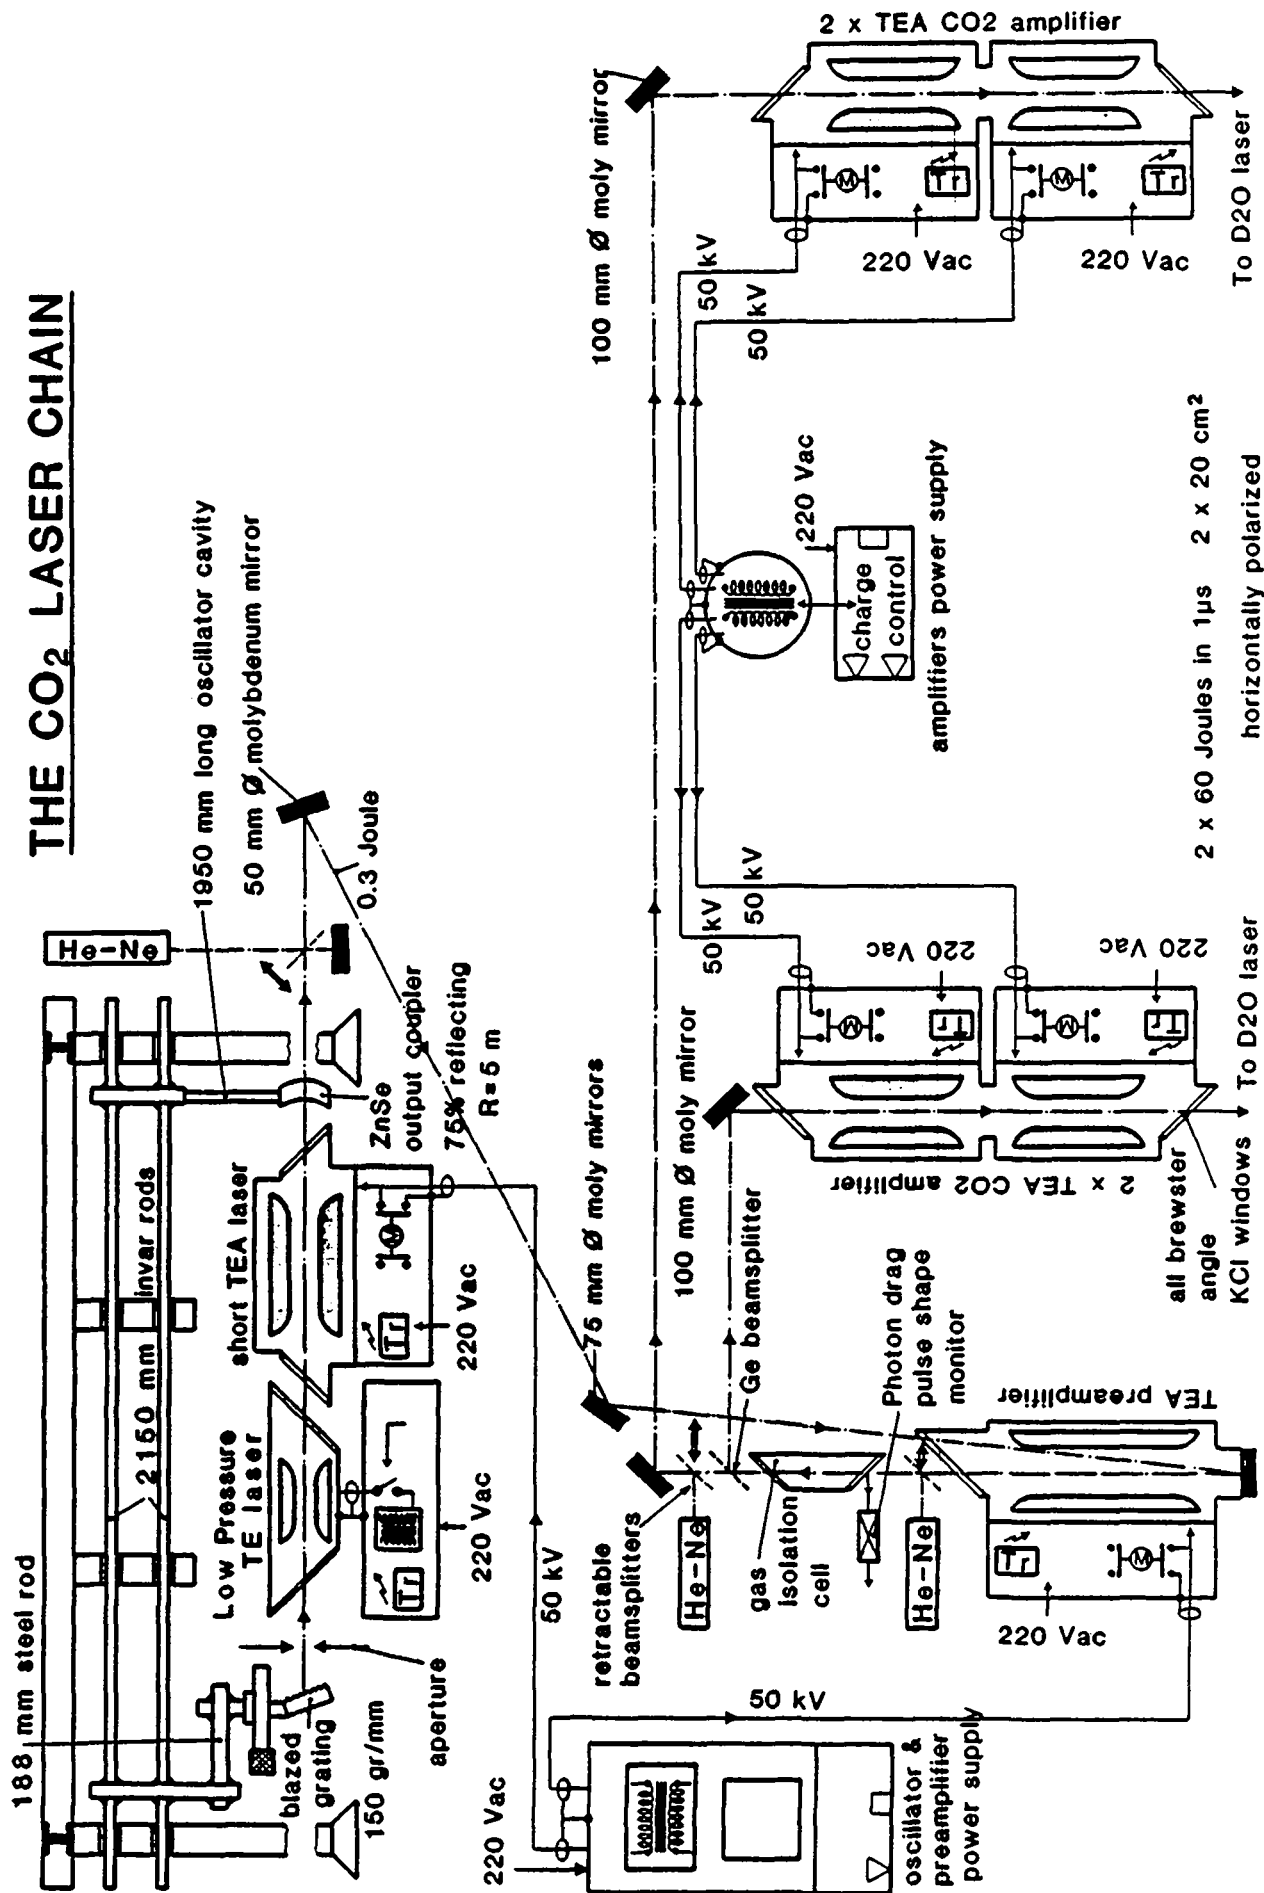 THE CO₂ LASER CHAIN
188 mm steel rod
2150 mm
invar rods
1950 mm long oscillator cavity
50 mm Ø molybdenum mirror
He-Ne
Low Pressure
TE laser
short TEA laser
blazed
grating
150 gr/mm
aperture
Tr
220 Vac
Tr
M
220 Vac
ZnSe
output coupler
75% reflecting
R=5 m
0.3 Joule
50 kV
220 Vac
oscillator &
preamplifier
power supply
50 kV
75 mm Ø moly mirrors
retractable
beamsplitters
He-Ne
Ge beamsplitter
gas
isolation
cell
Photon drag
pulse shape
monitor
He-Ne
TEA preamplifier
Tr
M
220 Vac
100 mm Ø moly mirror
50 kV
50 kV
M
Tr
220 Vac
M
Tr
220 Vac
2 x TEA CO2 amplifier
all brewster
angle
KCl windows
To D2O laser
220 Vac
charge
control
amplifiers power supply
100 mm Ø moly mirror
50 kV
50 kV
2 x TEA CO2 amplifier
M
Tr
220 Vac
M
Tr
220 Vac
To D2O laser
2 x 60 Joules in 1µs 2 x 20 cm²
horizontally polarized